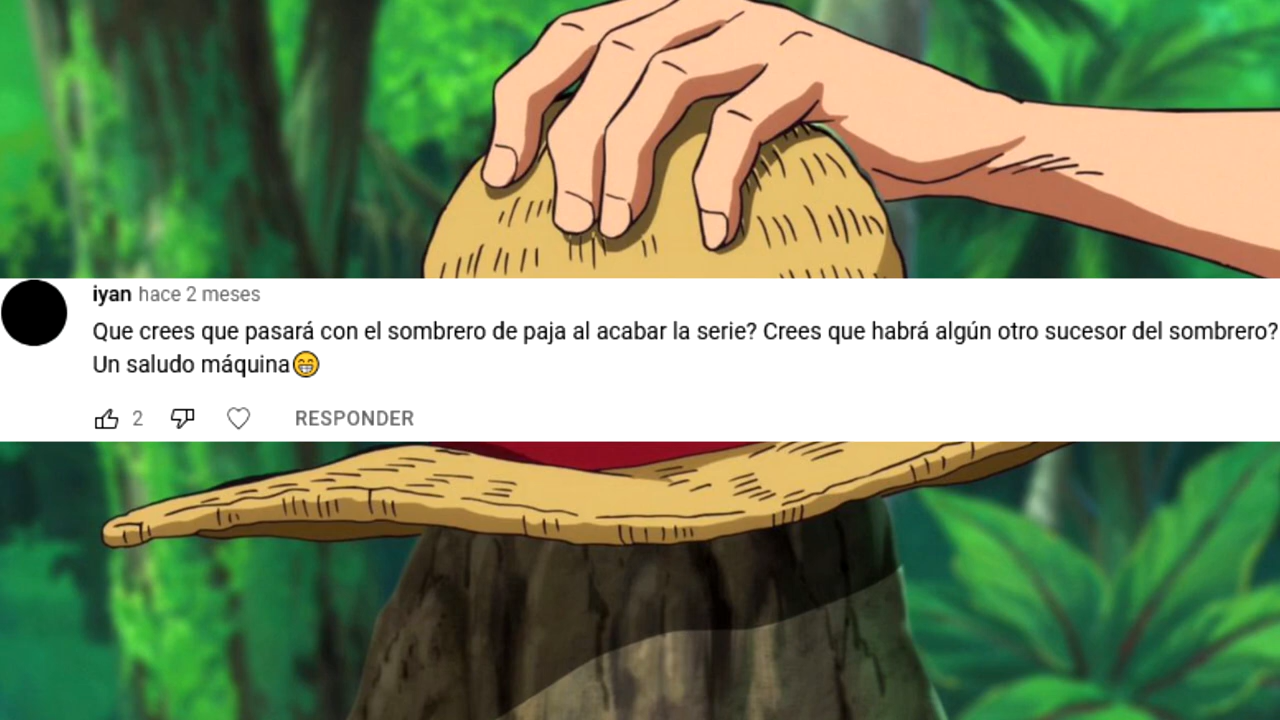 iyan hace 2 meses
Que crees que pasará con el sombrero de paja al acabar la serie? Crees que habrá algún otro sucesor del sombrero?
Un saludo máquina😁
2 RESPONDER